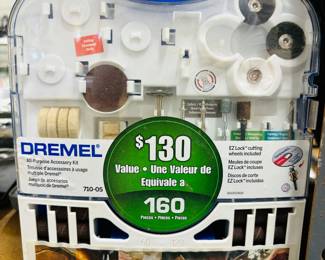 DREMEL
All-Purpose Accessory Kit
Trousse d'accessoires à usage
multiple Dremel
Juego de accesorios
multiuso de Dremel
710-05
$130
Value • Une Valeur de
Equivale a
160
Pieces • Pièces • Piezas
EZ Lock cutting
wheels included
Meules de coupe
EZ Lock incluses
Discos de corte
EZ Lock incluidos